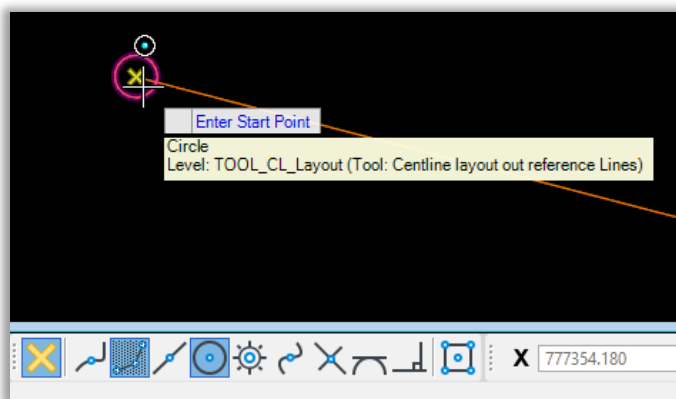 Enter Start Point
Circle
Level: TOOL_CL_Layout (Tool: Centline layout out reference Lines)
X 777354.180